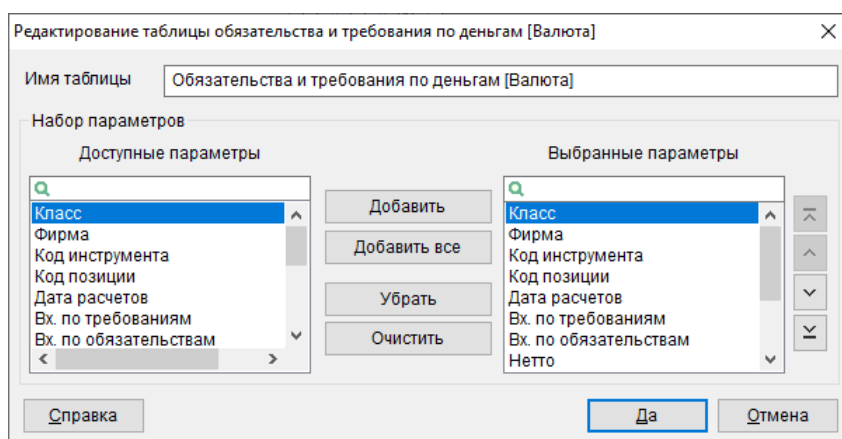 Редактирование таблицы обязательства и требования по деньгам [Валюта]
Имя таблицы
Обязательства и требования по деньгам [Валюта]
Набор параметров
Доступные параметры
Выбранные параметры
Класс
Фирма
Код инструмента
Код позиции
Дата расчетов
Вх. по требованиям
Вх. по обязательствам
Добавить
Добавить все
Убрать
Очистить
Класс
Фирма
Код инструмента
Код позиции
Дата расчетов
Вх. по требованиям
Вх. по обязательствам
Нетто
Справка
Да
Отмена